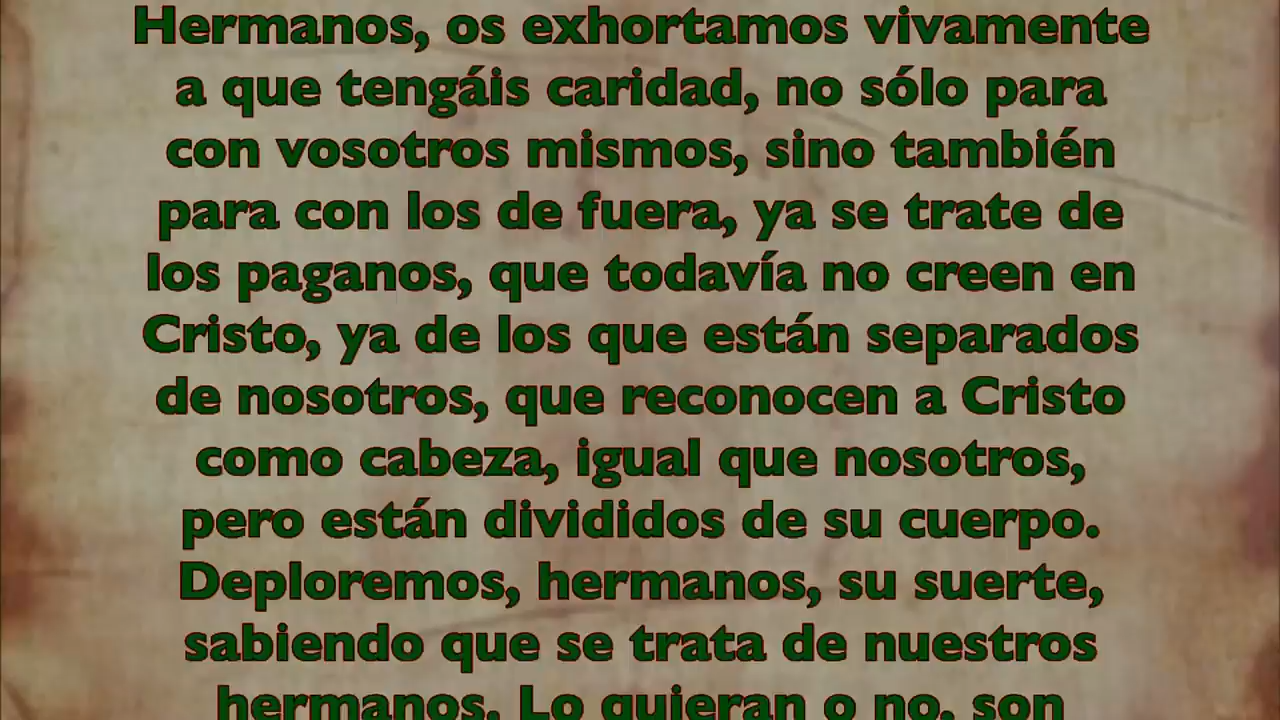 Hermanos, os exhortamos vivamente
a que tengáis caridad, no sólo para
con vosotros mismos, sino también
para con los de fuera, ya se trate de
los paganos, que todavía no creen en
Cristo, ya de los que están separados
de nosotros, que reconocen a Cristo
como cabeza, igual que nosotros,
pero están divididos de su cuerpo.
Deploremos, hermanos, su suerte,
sabiendo que se trata de nuestros
hermanos. Lo quieran o no, son